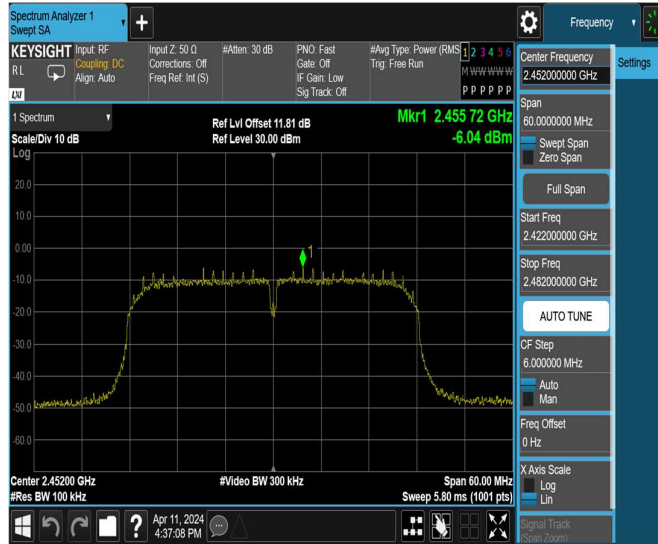 Spectrum Analyzer 1
Swept SA
+
Frequency
KEYSIGHT
RL
LXI
Input: RF
Coupling: DC
Align: Auto
Input Z: 50 Ω
Corrections: Off
Freq Ref: Int (S)
#Atten: 30 dB
PNO: Fast
Gate: Off
IF Gain: Low
Sig Track: Off
#Avg Type: Power (RMS
Trig: Free Run
1 2 3 4 5 6
M W W W W W
P P P P P P
1 Spectrum
Scale/Div 10 dB
Ref Lvl Offset 11.81 dB
Ref Level 30.00 dBm
Mkr1 2.455 72 GHz
-6.04 dBm
Log
20.0
10.0
0.00
-10.0
-20.0
-30.0
-40.0
-50.0
-60.0
1
Center 2.45200 GHz
#Res BW 100 kHz
#Video BW 300 kHz
Span 60.00 MHz
Sweep 5.80 ms (1001 pts)
Apr 11, 2024
4:37:08 PM
?
Center Frequency
2.452000000 GHz
Settings
Span
60.0000000 MHz
Swept Span
Zero Span
Full Span
Start Freq
2.422000000 GHz
Stop Freq
2.482000000 GHz
AUTO TUNE
CF Step
6.000000 MHz
Auto
Man
Freq Offset
0 Hz
X Axis Scale
Log
Lin
Signal Track
(Span Zoom)